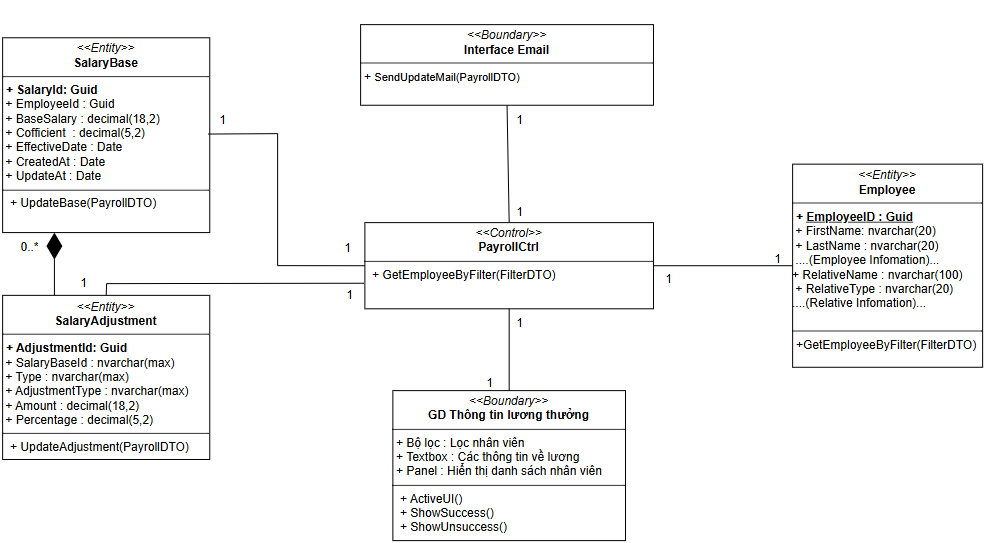 <<Entity>>
SalaryBase
+ SalaryId: Guid
+ EmployeeId : Guid
+ BaseSalary : decimal(18,2)
+ Cofficient : decimal(5,2)
+ EffectiveDate : Date
+ CreatedAt : Date
+ UpdateAt : Date
+ UpdateBase(PayrollDTO)
<<Boundary>>
Interface Email
+ SendUpdateMail(PayrollDTO)
1
1
1
1
<<Control>>
PayrollCtrl
+ GetEmployeeByFilter(FilterDTO)
<<Entity>>
Employee
+ EmployeeID : Guid
+ FirstName: nvarchar(20)
+ LastName : nvarchar(20)
....(Employee Infomation)...
+ RelativeName : nvarchar(100)
+ RelativeType : nvarchar(20)
....(Relative Infomation)...
+GetEmployeeByFilter(FilterDTO)
1
1
0..*
1
1
<<Entity>>
SalaryAdjustment
+ AdjustmentId: Guid
+ SalaryBaseId : nvarchar(max)
+ Type : nvarchar(max)
+ AdjustmentType : nvarchar(max)
+ Amount : decimal(18,2)
+ Percentage : decimal(5,2)
+ UpdateAdjustment(PayrollDTO)
1
1
<<Boundary>>
GD Thông tin lương thưởng
+ Bộ lọc : Lọc nhân viên
+ Textbox : Các thông tin về lương
+ Panel : Hiển thị danh sách nhân viên
+ ActiveUI()
+ ShowSuccess()
+ ShowUnsuccess()